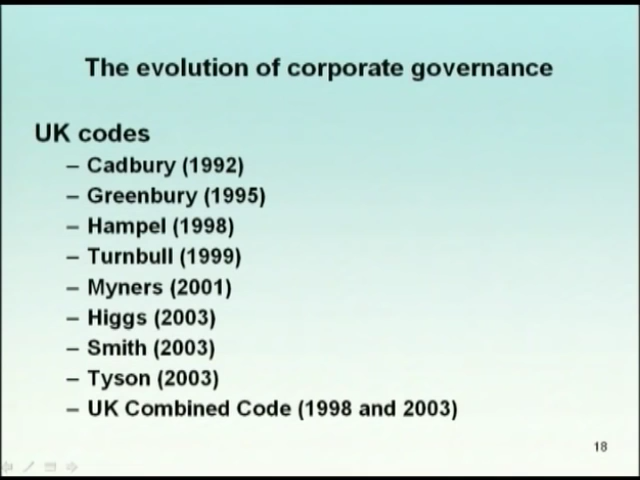 The evolution of corporate governance
UK codes
– Cadbury (1992)
– Greenbury (1995)
– Hampel (1998)
– Turnbull (1999)
– Myners (2001)
– Higgs (2003)
– Smith (2003)
– Tyson (2003)
– UK Combined Code (1998 and 2003)
18